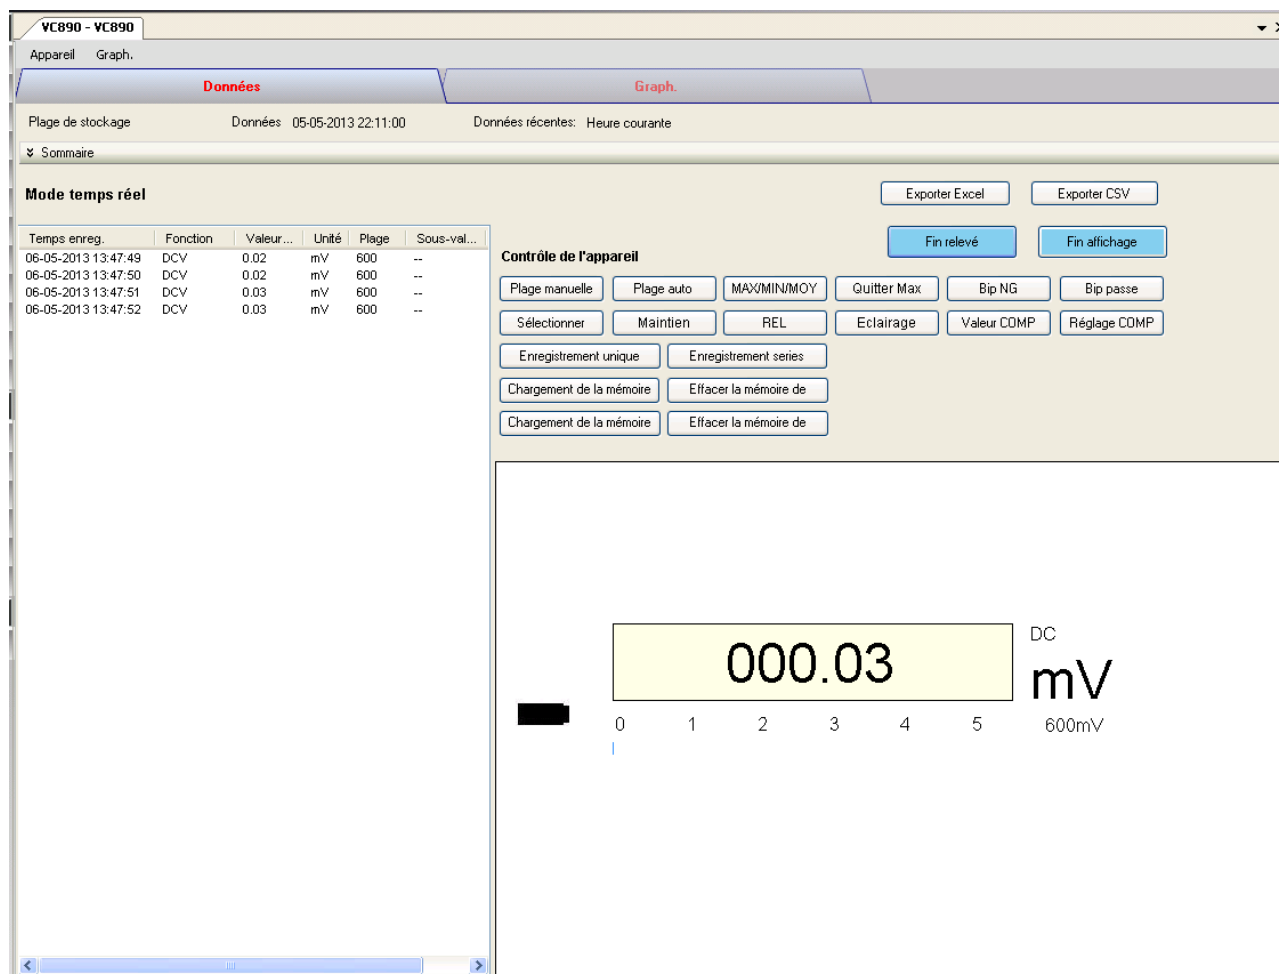 VC890 - VC890
Appareil Graph.
Données Graph.
Plage de stockage Données 05-05-2013 22:11:00 Données récentes: Heure courante
Sommaire
Mode temps réel Exporter Excel Exporter CSV
Fin relevé Fin affichage
Temps enreg. Fonction Valeur... Unité Plage Sous-val...
06-05-2013 13:47:49 DCV 0.02 mV 600 --
06-05-2013 13:47:50 DCV 0.02 mV 600 --
06-05-2013 13:47:51 DCV 0.03 mV 600 --
06-05-2013 13:47:52 DCV 0.03 mV 600 --
Contrôle de l'appareil
Plage manuelle Plage auto MAX/MIN/MOY Quitter Max Bip NG Bip passe
Sélectionner Maintien REL Eclairage Valeur COMP Réglage COMP
Enregistrement unique Enregistrement series
Chargement de la mémoire Effacer la mémoire de
Chargement de la mémoire Effacer la mémoire de
DC
000.03 mV
0 1 2 3 4 5 600mV